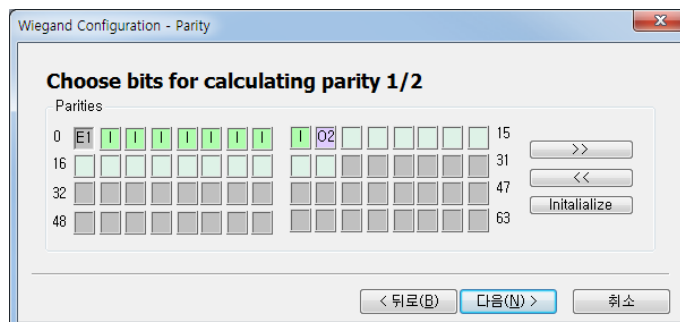 Wiegand Configuration - Parity
x
Choose bits for calculating parity 1/2
Parities
0 E1 I I I I I I I I O2 15
16 31
32 47
48 63
>>
<<
Initalialize
< 뒤로(B) 다음(N) > 취소